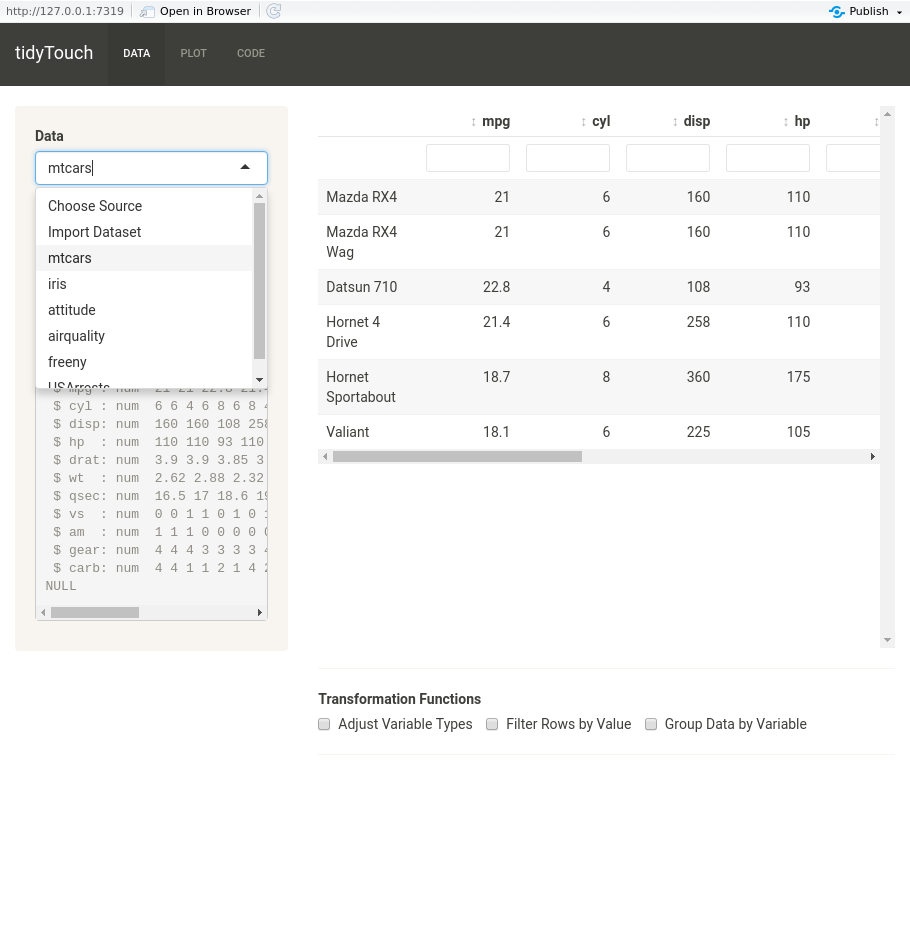 http://127.0.0.1:7319 Open in Browser Publish
tidyTouch DATA PLOT CODE
Data
mtcars
Choose Source
Import Dataset
mtcars
iris
attitude
airquality
freeny
USArrests
$ mpg : num 21 21 22.8 21.4
$ cyl : num 6 6 4 6 8 6 8 4
$ disp: num 160 160 108 258
$ hp : num 110 110 93 110
$ drat: num 3.9 3.9 3.85 3
$ wt : num 2.62 2.88 2.32
$ qsec: num 16.5 17 18.6 19
$ vs : num 0 0 1 1 0 1 0 1
$ am : num 1 1 1 0 0 0 0 0
$ gear: num 4 4 4 3 3 3 3 4
$ carb: num 4 4 1 1 2 1 4 2
NULL
mpg cyl disp hp
Mazda RX4 21 6 160 110
Mazda RX4 21 6 160 110
Wag
Datsun 710 22.8 4 108 93
Hornet 4 21.4 6 258 110
Drive
Hornet 18.7 8 360 175
Sportabout
Valiant 18.1 6 225 105
Transformation Functions
Adjust Variable Types Filter Rows by Value Group Data by Variable